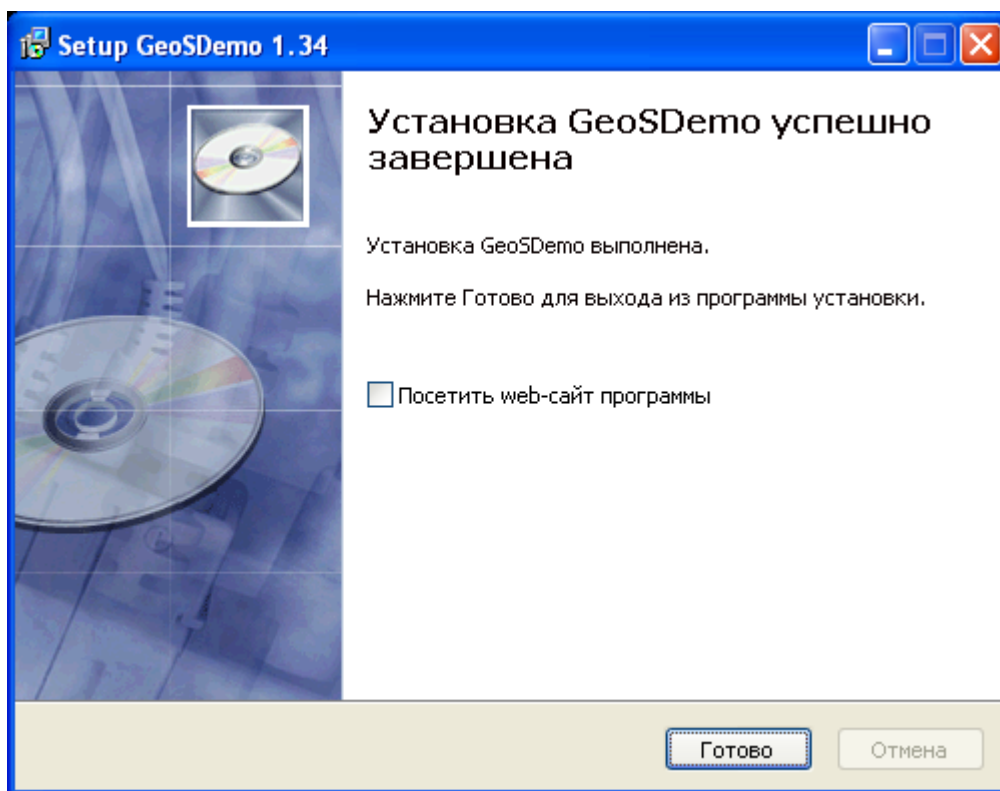 Setup GeoSDemo 1.34
Установка GeoSDemo успешно
завершена
Установка GeoSDemo выполнена.
Нажмите Готово для выхода из программы установки.
Посетить web-сайт программы
Готово
Отмена